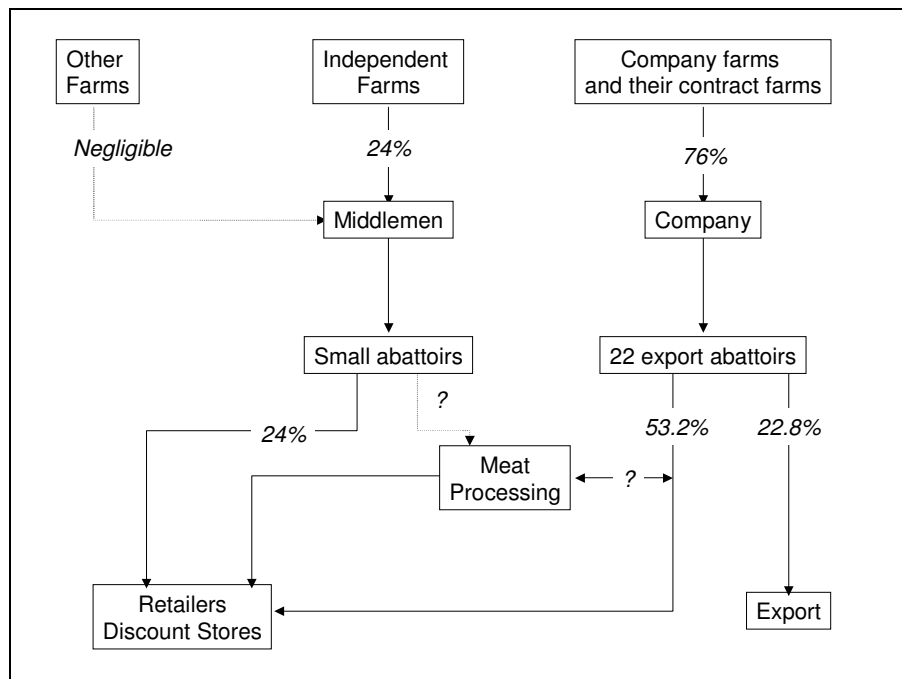 Other
Farms
Independent
Farms
Company farms
and their contract farms
Negligible
24%
76%
Middlemen
Company
Small abattoirs
22 export abattoirs
?
24%
53.2%
22.8%
Meat
Processing
?
Retailers
Discount Stores
Export